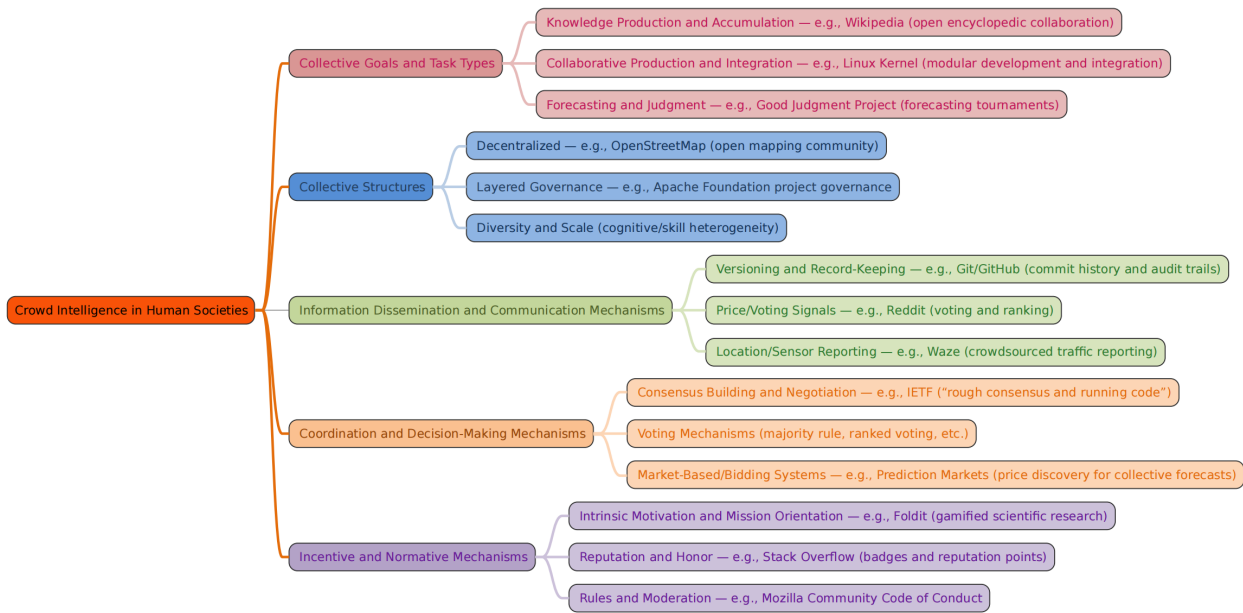 Crowd Intelligence in Human Societies
Collective Goals and Task Types
Knowledge Production and Accumulation — e.g., Wikipedia (open encyclopedic collaboration)
Collaborative Production and Integration — e.g., Linux Kernel (modular development and integration)
Forecasting and Judgment — e.g., Good Judgment Project (forecasting tournaments)
Collective Structures
Decentralized — e.g., OpenStreetMap (open mapping community)
Layered Governance — e.g., Apache Foundation project governance
Diversity and Scale (cognitive/skill heterogeneity)
Information Dissemination and Communication Mechanisms
Versioning and Record-Keeping — e.g., Git/GitHub (commit history and audit trails)
Price/Voting Signals — e.g., Reddit (voting and ranking)
Location/Sensor Reporting — e.g., Waze (crowdsourced traffic reporting)
Coordination and Decision-Making Mechanisms
Consensus Building and Negotiation — e.g., IETF (“rough consensus and running code”)
Voting Mechanisms (majority rule, ranked voting, etc.)
Market-Based/Bidding Systems — e.g., Prediction Markets (price discovery for collective forecasts)
Incentive and Normative Mechanisms
Intrinsic Motivation and Mission Orientation — e.g., Foldit (gamified scientific research)
Reputation and Honor — e.g., Stack Overflow (badges and reputation points)
Rules and Moderation — e.g., Mozilla Community Code of Conduct